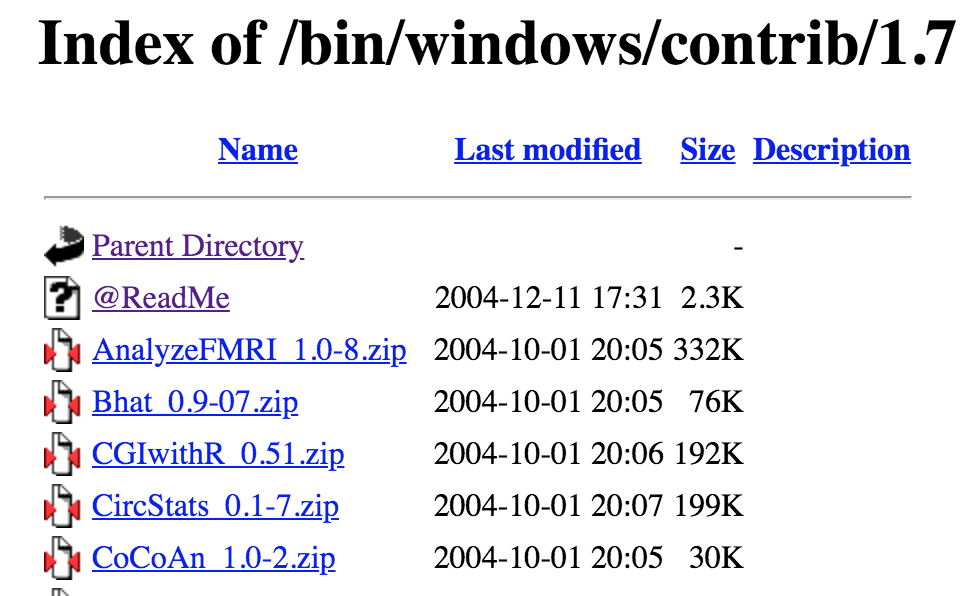 Index of /bin/windows/contrib/1.7
Name Last modified Size Description
Parent Directory -
@ReadMe 2004-12-11 17:31 2.3K
AnalyzeFMRI_1.0-8.zip 2004-10-01 20:05 332K
Bhat_0.9-07.zip 2004-10-01 20:05 76K
CGIwithR_0.51.zip 2004-10-01 20:06 192K
CircStats_0.1-7.zip 2004-10-01 20:07 199K
CoCoAn_1.0-2.zip 2004-10-01 20:05 30K